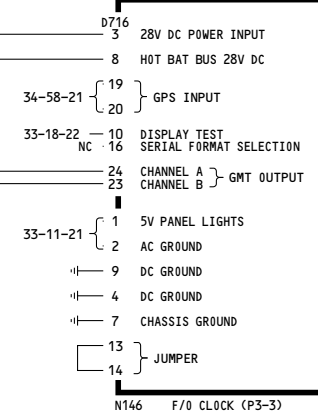 D716
3 28V DC POWER INPUT
8 HOT BAT BUS 28V DC
19
34-58-21 GPS INPUT
20
33-18-22 10 DISPLAY TEST
NC 16 SERIAL FORMAT SELECTION
24 CHANNEL A
GMT OUTPUT
23 CHANNEL B
1 5V PANEL LIGHTS
33-11-21
2 AC GROUND
9 DC GROUND
4 DC GROUND
7 CHASSIS GROUND
13
JUMPER
14
N146 F/O CLOCK (P3-3)